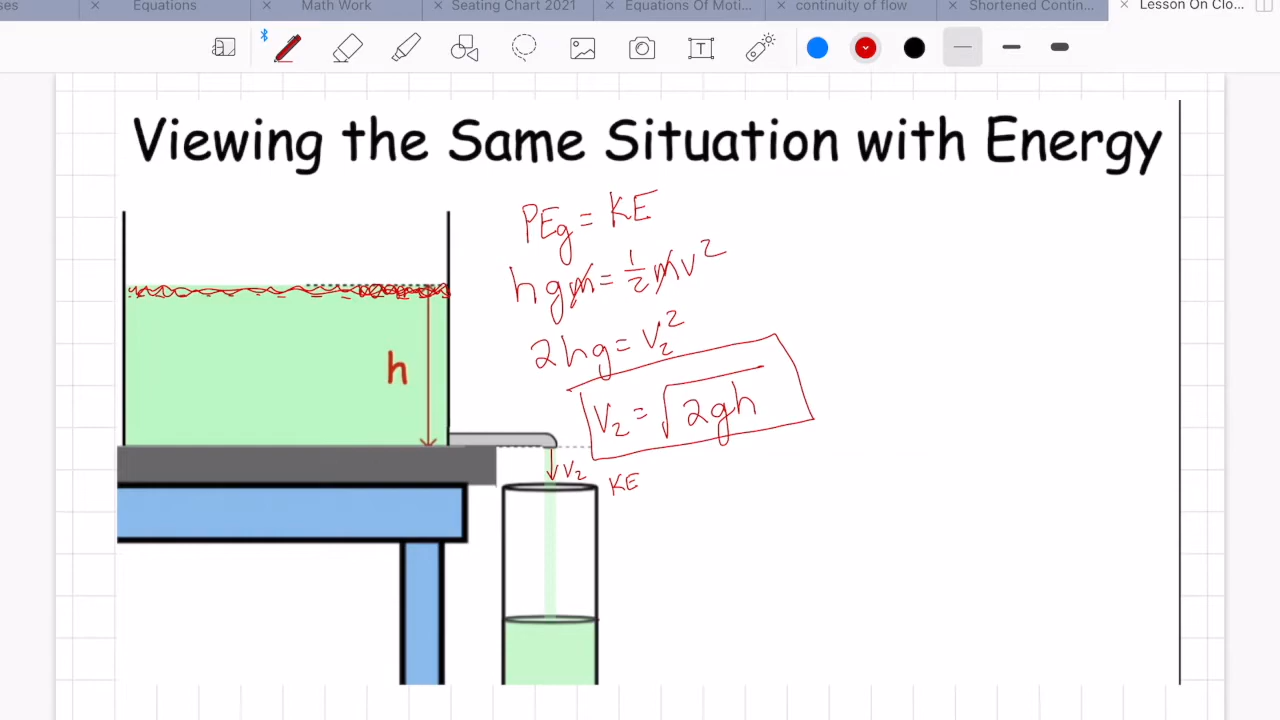 ses
Equations
Math Work
Seating Chart 2021
Equations Of Moti...
continuity of flow
Shortened Contin...
Lesson On Clo...
T
Viewing the Same Situation with Energy
PEg = KE
hgm = 1/2 mv²
2hg = V₂²
V₂ = √2gh
h
V₂
KE